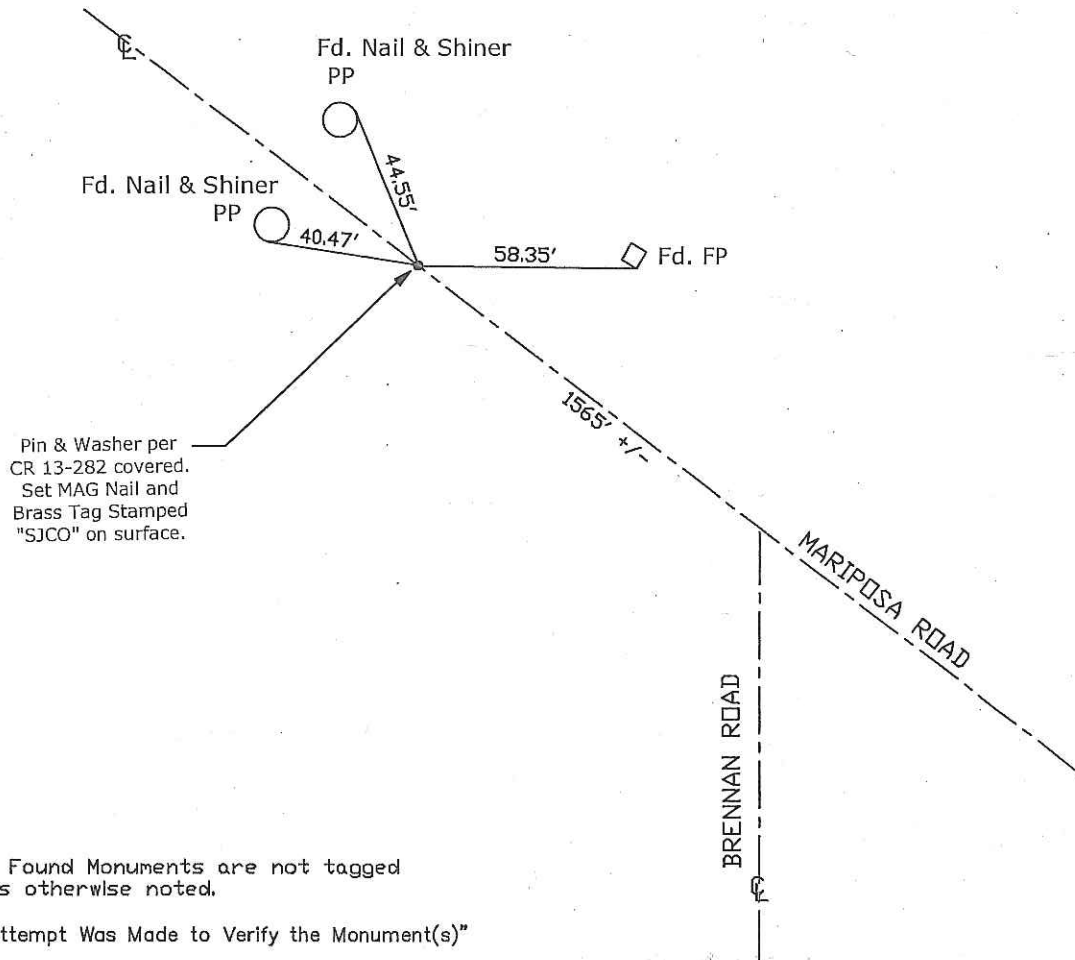 ℄
Fd. Nail & Shiner
PP
44.55'
Fd. Nail & Shiner
PP
40.47'
58.35'
Fd. FP
1565' +/-
Pin & Washer per
CR 13-282 covered.
Set MAG Nail and
Brass Tag Stamped
"SJCO" on surface.
MARIPOSA ROAD
BRENNAN ROAD
℄
Found Monuments are not tagged
s otherwise noted.
ttempt Was Made to Verify the Monument(s)"